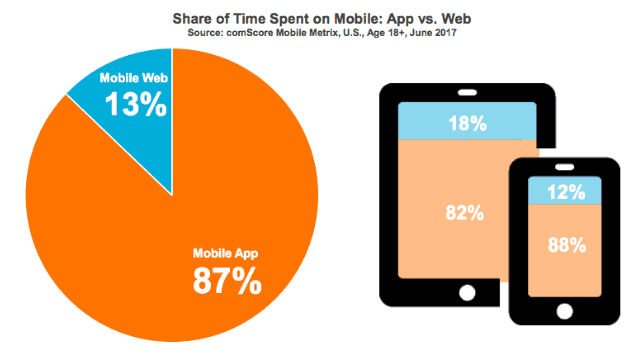 Share of Time Spent on Mobile: App vs. Web
Source: comScore Mobile Metrix, U.S., Age 18+, June 2017
Mobile Web
13%
Mobile App
87%
18%
82%
12%
88%